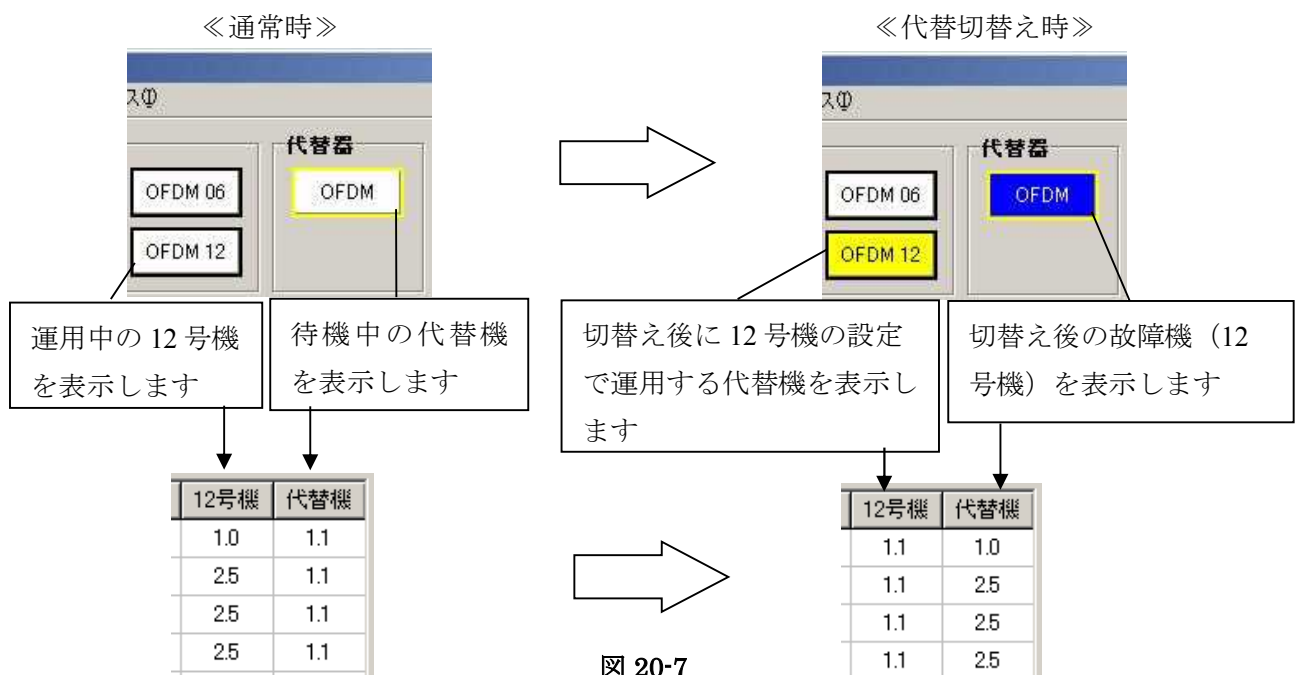 ≪通常時≫
≪代替切替え時≫
ス①
代替器
OFDM 06
OFDM
OFDM 12
ス①
代替器
OFDM 06
OFDM
OFDM 12
運用中の 12 号機
を表示します
待機中の代替機
を表示します
切替え後に 12 号機の設定
で運用する代替機を表示し
ます
切替え後の故障機（12
号機）を表示します
12号機 代替機
1.0 1.1
2.5 1.1
2.5 1.1
2.5 1.1
12号機 代替機
1.1 1.0
1.1 2.5
1.1 2.5
1.1 2.5
図 20-7